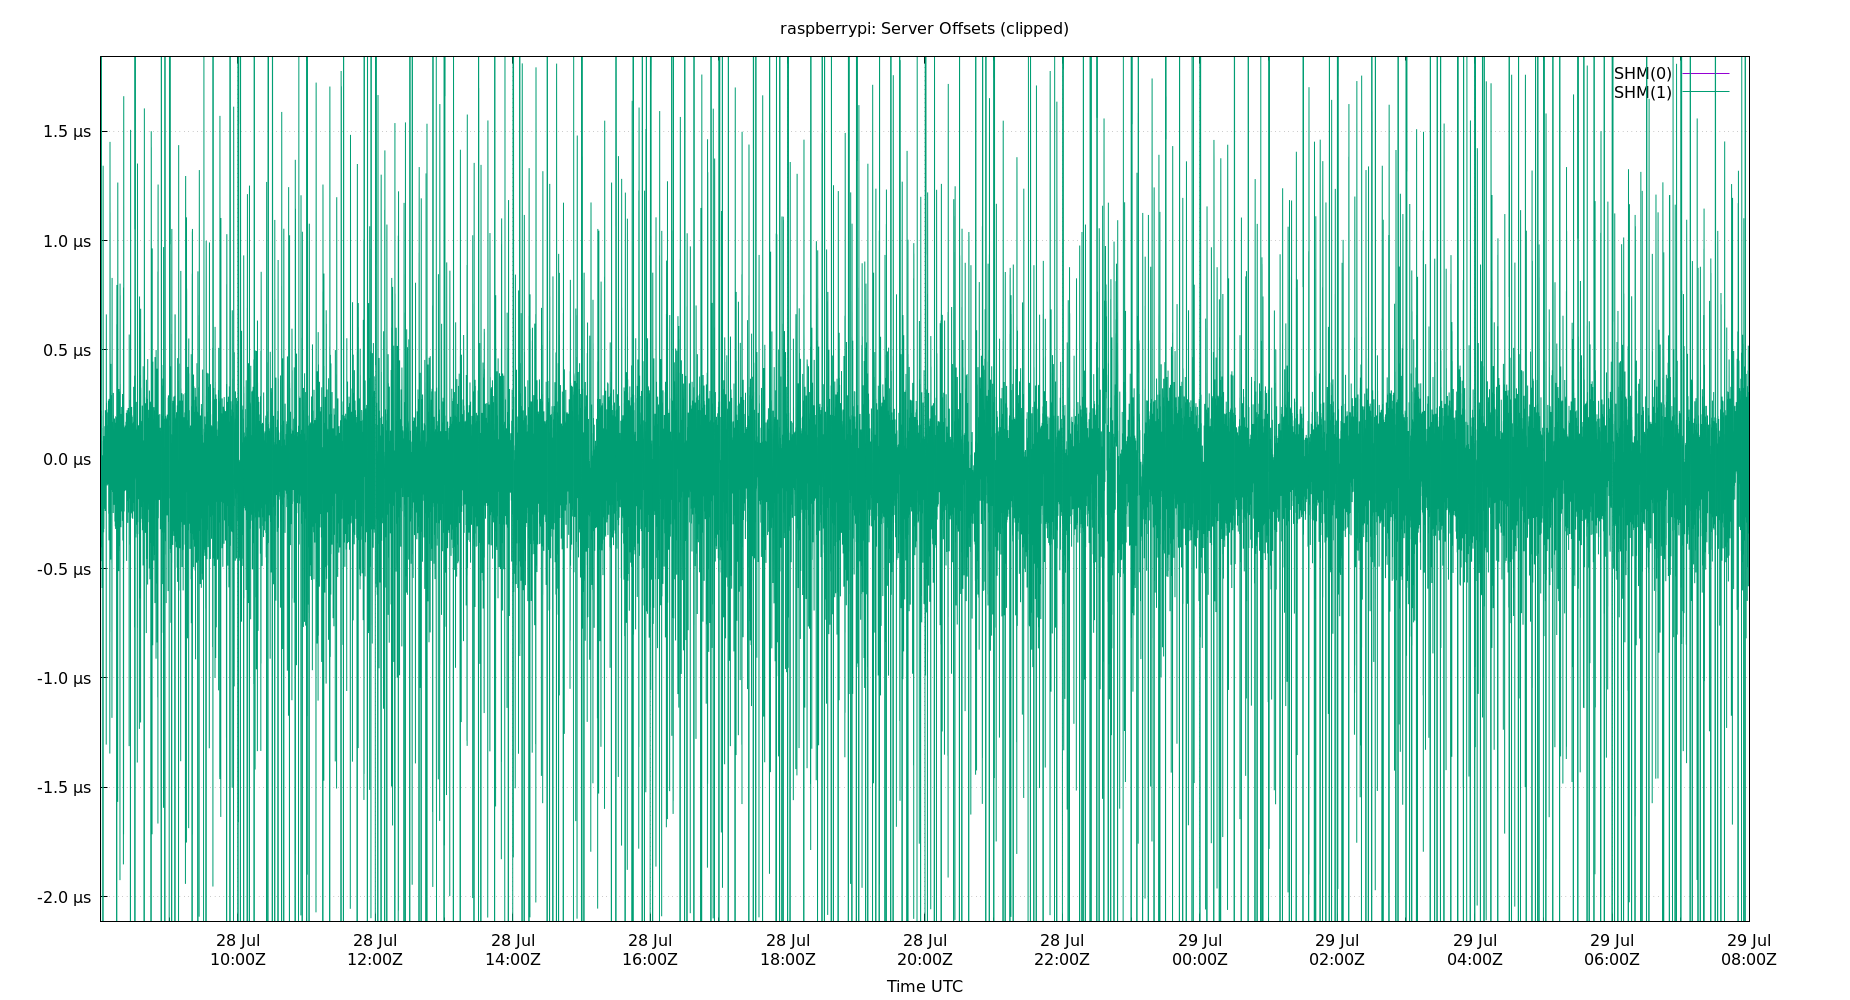 raspberrypi: Server Offsets (clipped)
SHM(0)
SHM(1)
1.5 µs
1.0 µs
0.5 µs
0.0 µs
-0.5 µs
-1.0 µs
-1.5 µs
-2.0 µs
28 Jul 28 Jul 28 Jul 28 Jul 28 Jul 28 Jul 28 Jul 29 Jul 29 Jul 29 Jul 29 Jul 29 Jul
10:00Z 12:00Z 14:00Z 16:00Z 18:00Z 20:00Z 22:00Z 00:00Z 02:00Z 04:00Z 06:00Z 08:00Z
Time UTC